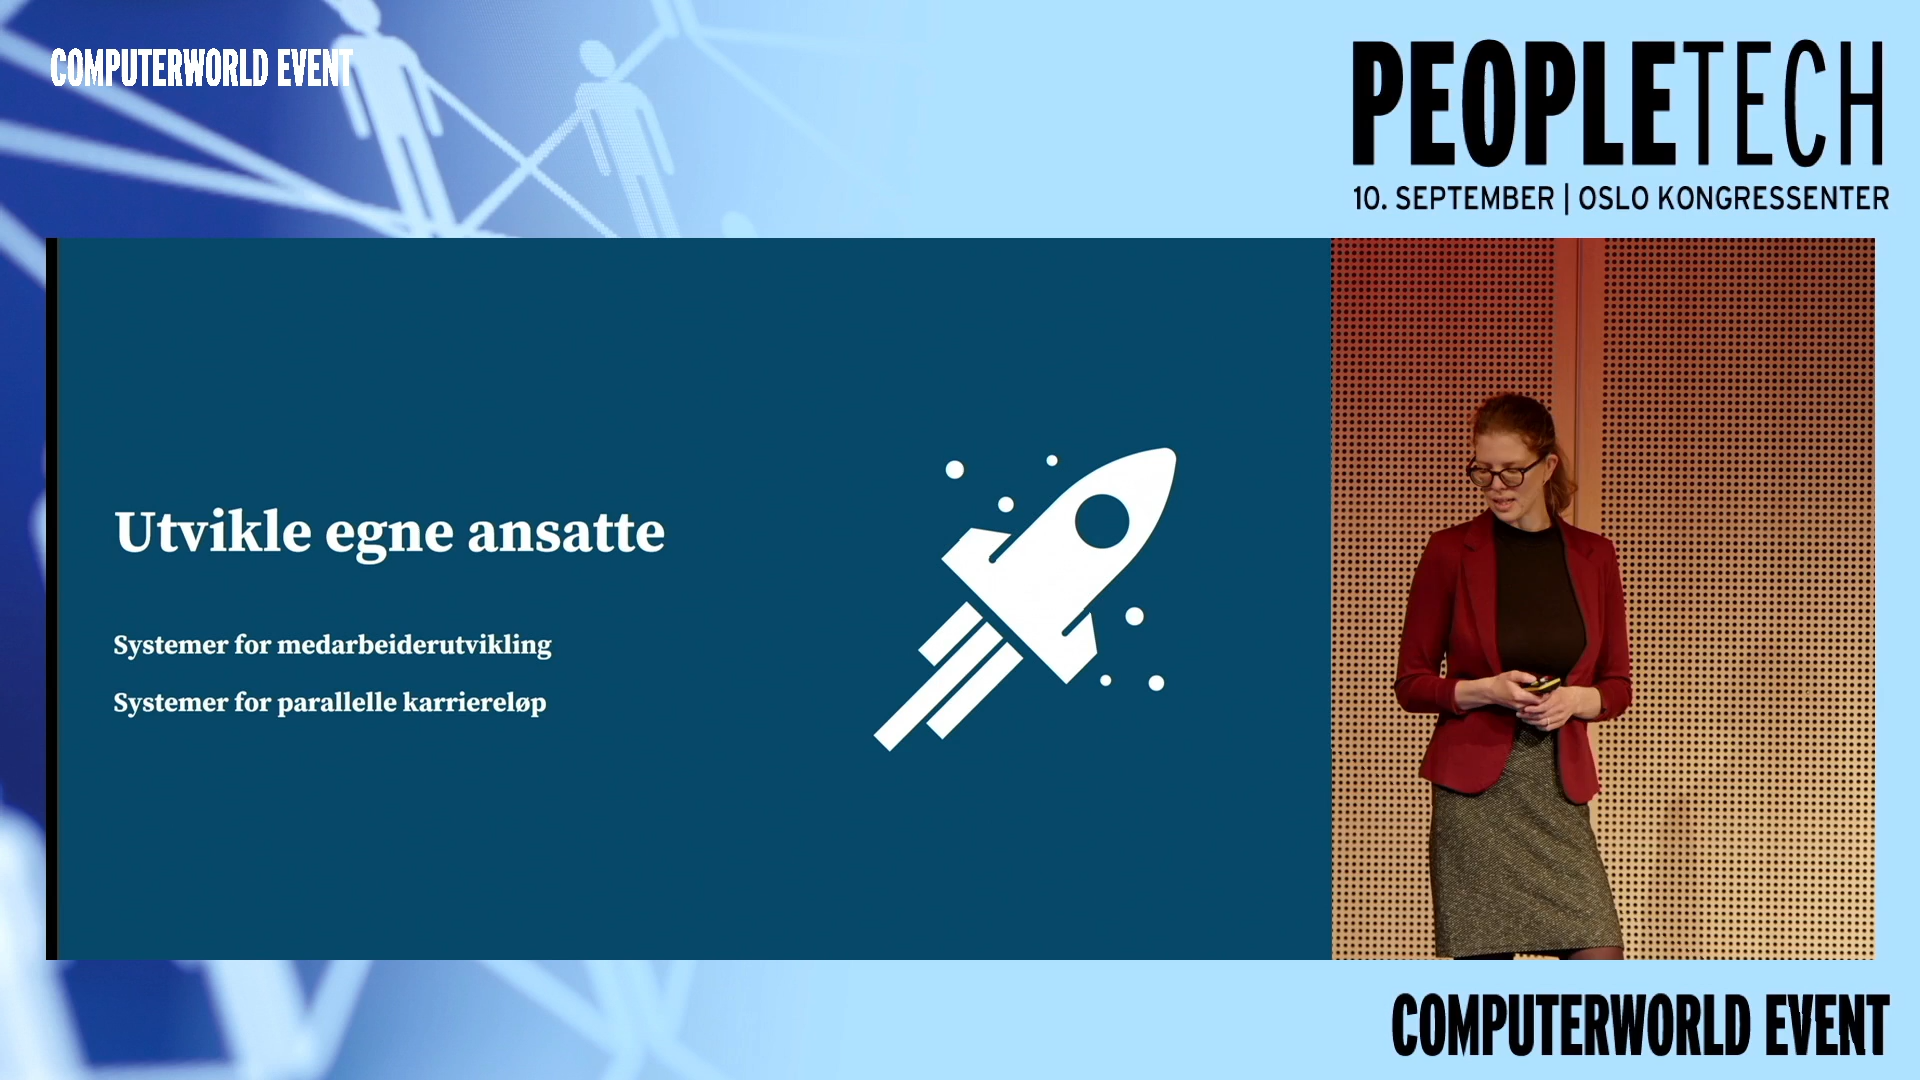 COMPUTERWORLD EVENT
PEOPLETECH
10. SEPTEMBER | OSLO KONGRESSENTER
Utvikle egne ansatte
Systemer for medarbeiderutvikling
Systemer for parallelle karriereløp
COMPUTERWORLD EVENT